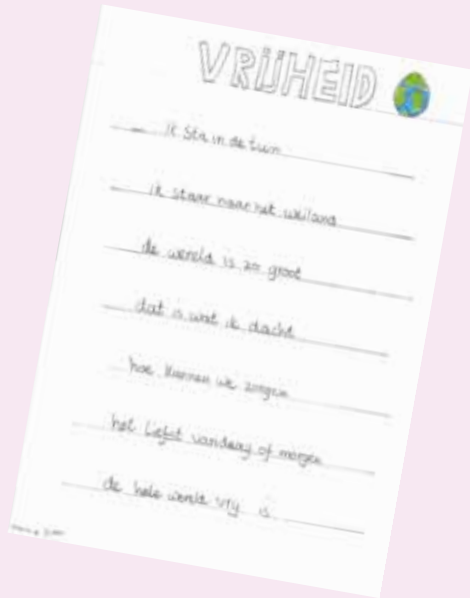 VRIJHEID
ik sta in de tuin
ik staar naar het weiland
de wereld is zo groot
dat is wat ik dacht
hoe kunnen we zorgen
het liefst vandaag of morgen
de hele wereld vrij is